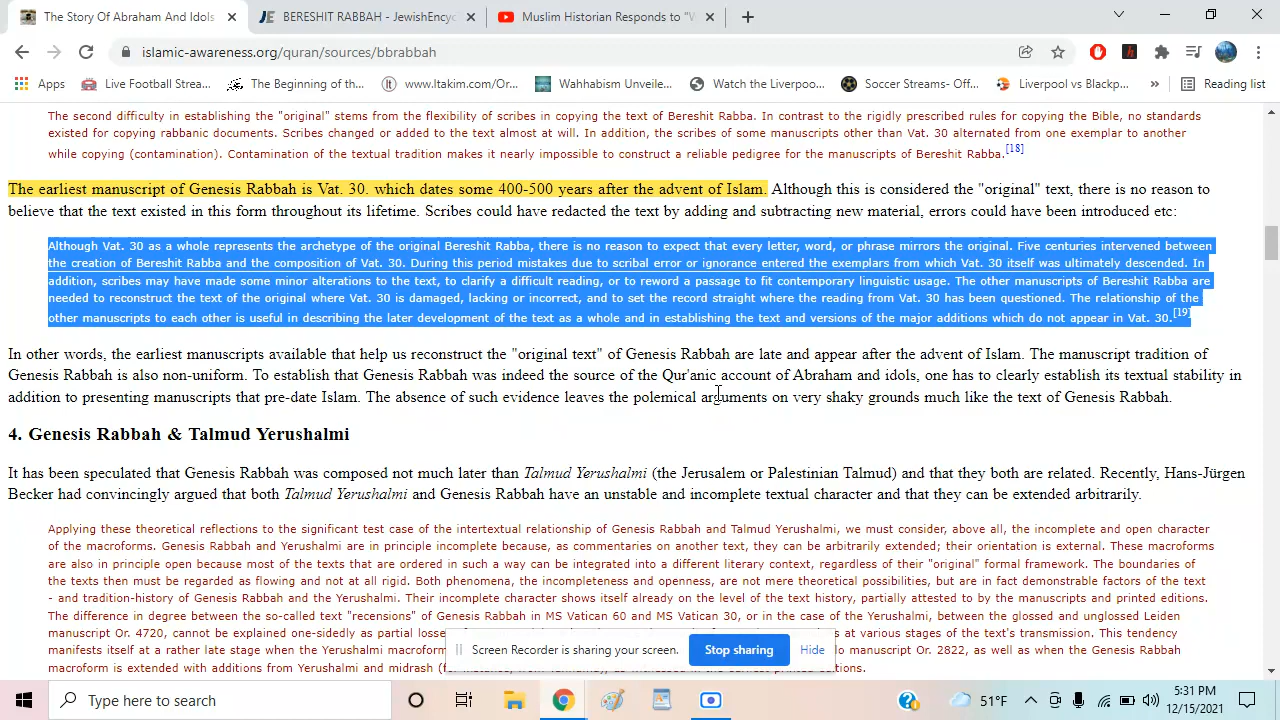 The Story Of Abraham And Idols
BERESHIT RABBAH - JewishEncyc
Muslim Historian Responds to "W
islamic-awareness.org/quran/sources/bbrabbah
Apps
Live Football Strea...
The Beginning of th...
www.ltakim.com/Or...
Wahhabism Unveile...
Watch the Liverpoo...
Soccer Streams- Off...
Liverpool vs Blackp...
»
Reading list
The second difficulty in establishing the "original" stems from the flexibility of scribes in copying the text of Bereshit Rabba. In contrast to the rigidly prescribed rules for copying the Bible, no standards
existed for copying rabbanic documents. Scribes changed or added to the text almost at will. In addition, the scribes of some manuscripts other than Vat. 30 alternated from one exemplar to another
while copying (contamination). Contamination of the textual tradition makes it nearly impossible to construct a reliable pedigree for the manuscripts of Bereshit Rabba.[18]
The earliest manuscript of Genesis Rabbah is Vat. 30. which dates some 400-500 years after the advent of Islam. Although this is considered the "original" text, there is no reason to
believe that the text existed in this form throughout its lifetime. Scribes could have redacted the text by adding and subtracting new material, errors could have been introduced etc:
Although Vat. 30 as a whole represents the archetype of the original Bereshit Rabba, there is no reason to expect that every letter, word, or phrase mirrors the original. Five centuries intervened between
the creation of Bereshit Rabba and the composition of Vat. 30. During this period mistakes due to scribal error or ignorance entered the exemplars from which Vat. 30 itself was ultimately descended. In
addition, scribes may have made some minor alterations to the text, to clarify a difficult reading, or to reword a passage to fit contemporary linguistic usage. The other manuscripts of Bereshit Rabba are
needed to reconstruct the text of the original where Vat. 30 is damaged, lacking or incorrect, and to set the record straight where the reading from Vat. 30 has been questioned. The relationship of the
other manuscripts to each other is useful in describing the later development of the text as a whole and in establishing the text and versions of the major additions which do not appear in Vat. 30.[19]
In other words, the earliest manuscripts available that help us reconstruct the "original text" of Genesis Rabbah are late and appear after the advent of Islam. The manuscript tradition of
Genesis Rabbah is also non-uniform. To establish that Genesis Rabbah was indeed the source of the Qur'anic account of Abraham and idols, one has to clearly establish its textual stability in
addition to presenting manuscripts that pre-date Islam. The absence of such evidence leaves the polemical arguments on very shaky grounds much like the text of Genesis Rabbah.
4. Genesis Rabbah & Talmud Yerushalmi
It has been speculated that Genesis Rabbah was composed not much later than Talmud Yerushalmi (the Jerusalem or Palestinian Talmud) and that they both are related. Recently, Hans-Jürgen
Becker had convincingly argued that both Talmud Yerushalmi and Genesis Rabbah have an unstable and incomplete textual character and that they can be extended arbitrarily.
Applying these theoretical reflections to the significant test case of the intertextual relationship of Genesis Rabbah and Talmud Yerushalmi, we must consider, above all, the incomplete and open character
of the macroforms. Genesis Rabbah and Yerushalmi are in principle incomplete because, as commentaries on another text, they can be arbitrarily extended; their orientation is external. These macroforms
are also in principle open because most of the texts that are ordered in such a way can be integrated into a different literary context, regardless of their "original" formal framework. The boundaries of
the texts then must be regarded as flowing and not at all rigid. Both phenomena, the incompleteness and openness, are not mere theoretical possibilities, but are in fact demonstrable factors of the text
- and tradition-history of Genesis Rabbah and the Yerushalmi. Their incomplete character shows itself already on the level of the text history, partially attested to by the manuscripts and printed editions.
The difference in degree between the so-called text "recensions" of Genesis Rabbah in MS Vatican 60 and MS Vatican 30, or in the case of the Yerushalmi, between the glossed and unglossed Leiden
manuscript Or. 4720, cannot be explained one-sidedly as partial losse s at various stages of the text's transmission. This tendency
manifests itself at a rather late stage when the Yerushalmi macrofor manuscript Or. 2822, as well as when the Genesis Rabbah
macroform is extended with additions from Yerushalmi and midrash
Screen Recorder is sharing your screen.
Stop sharing
Hide
Type here to search
51°F
5:31 PM
12/15/2021